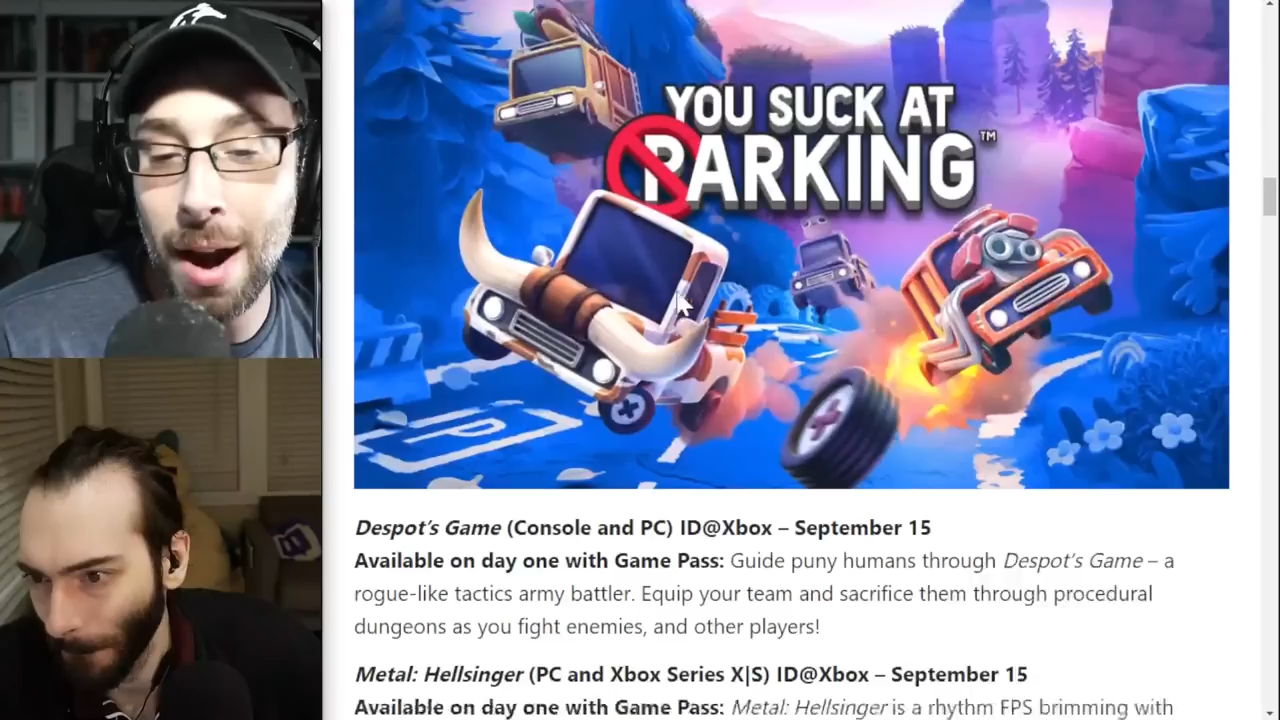 YOU SUCK AT
PARKING™
P
Despot’s Game (Console and PC) ID@Xbox – September 15
Available on day one with Game Pass: Guide puny humans through Despot’s Game – a
rogue-like tactics army battler. Equip your team and sacrifice them through procedural
dungeons as you fight enemies, and other players!
Metal: Hellsinger (PC and Xbox Series X|S) ID@Xbox – September 15
Available on day one with Game Pass: Metal: Hellsinger is a rhythm FPS brimming with